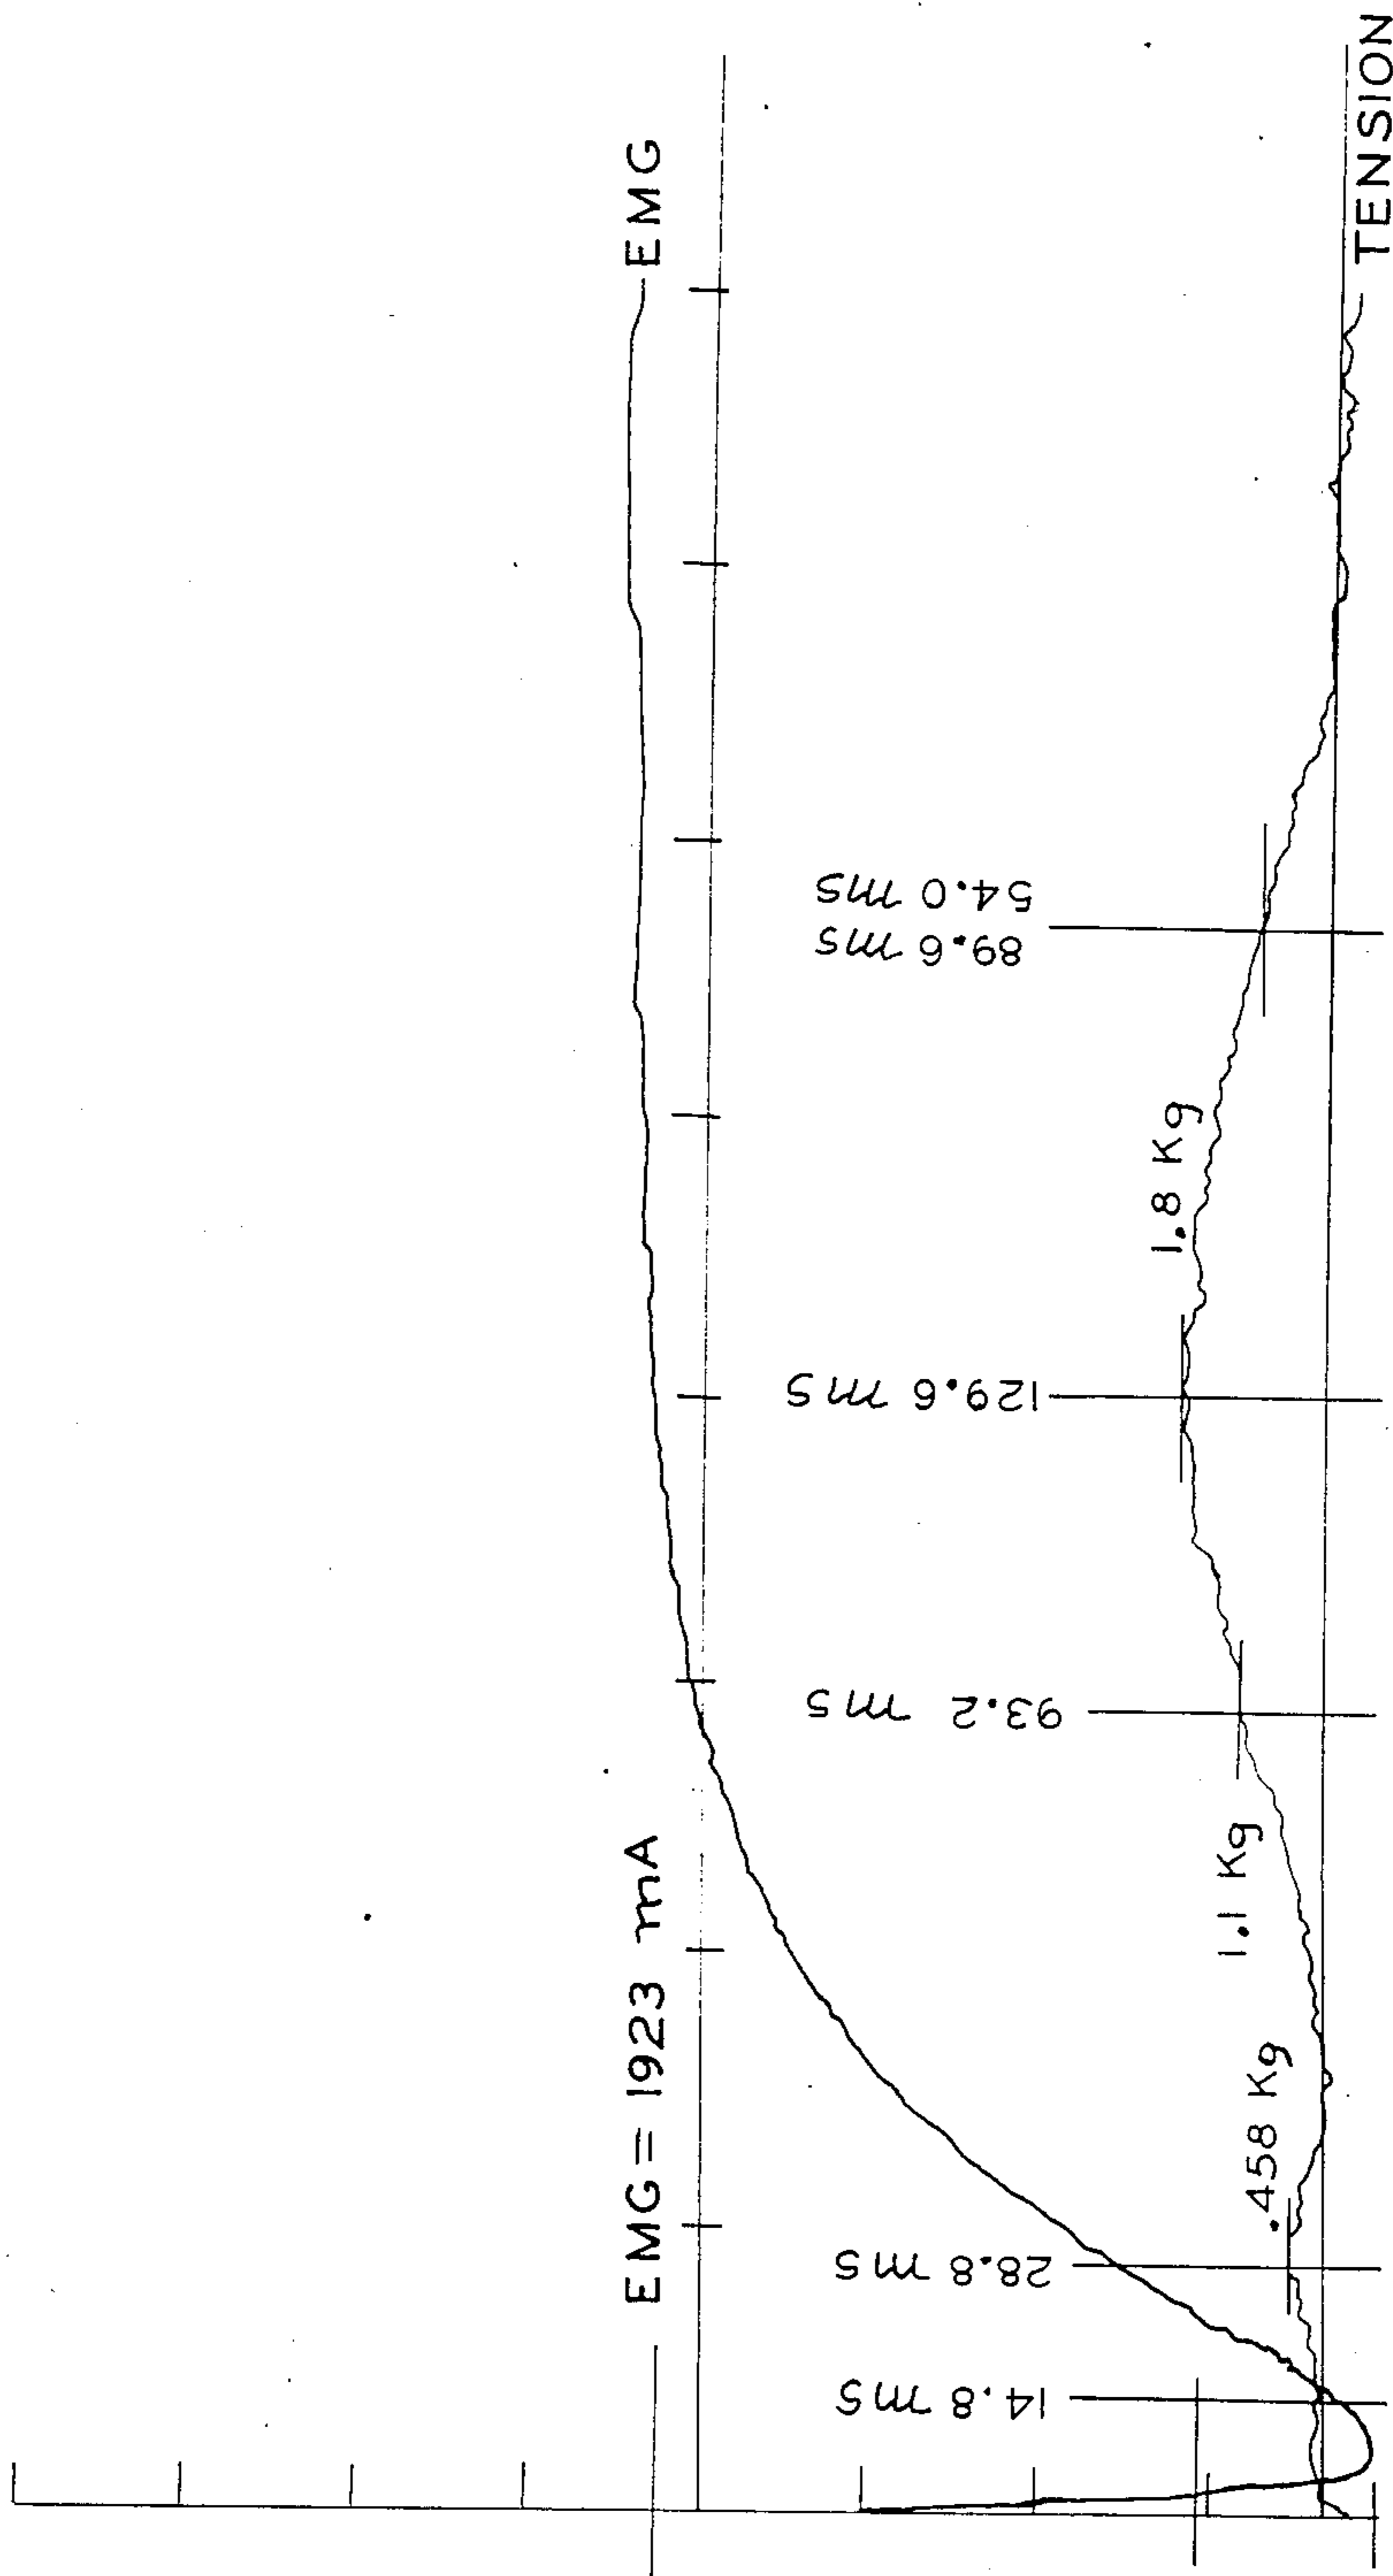 EMG = 1923 mA
EMG
14.8 ms
28.8 ms
.458 Kg
1.1 Kg
93.2 ms
129.6 ms
1.8 Kg
89.6 ms
54.0 ms
TENSION